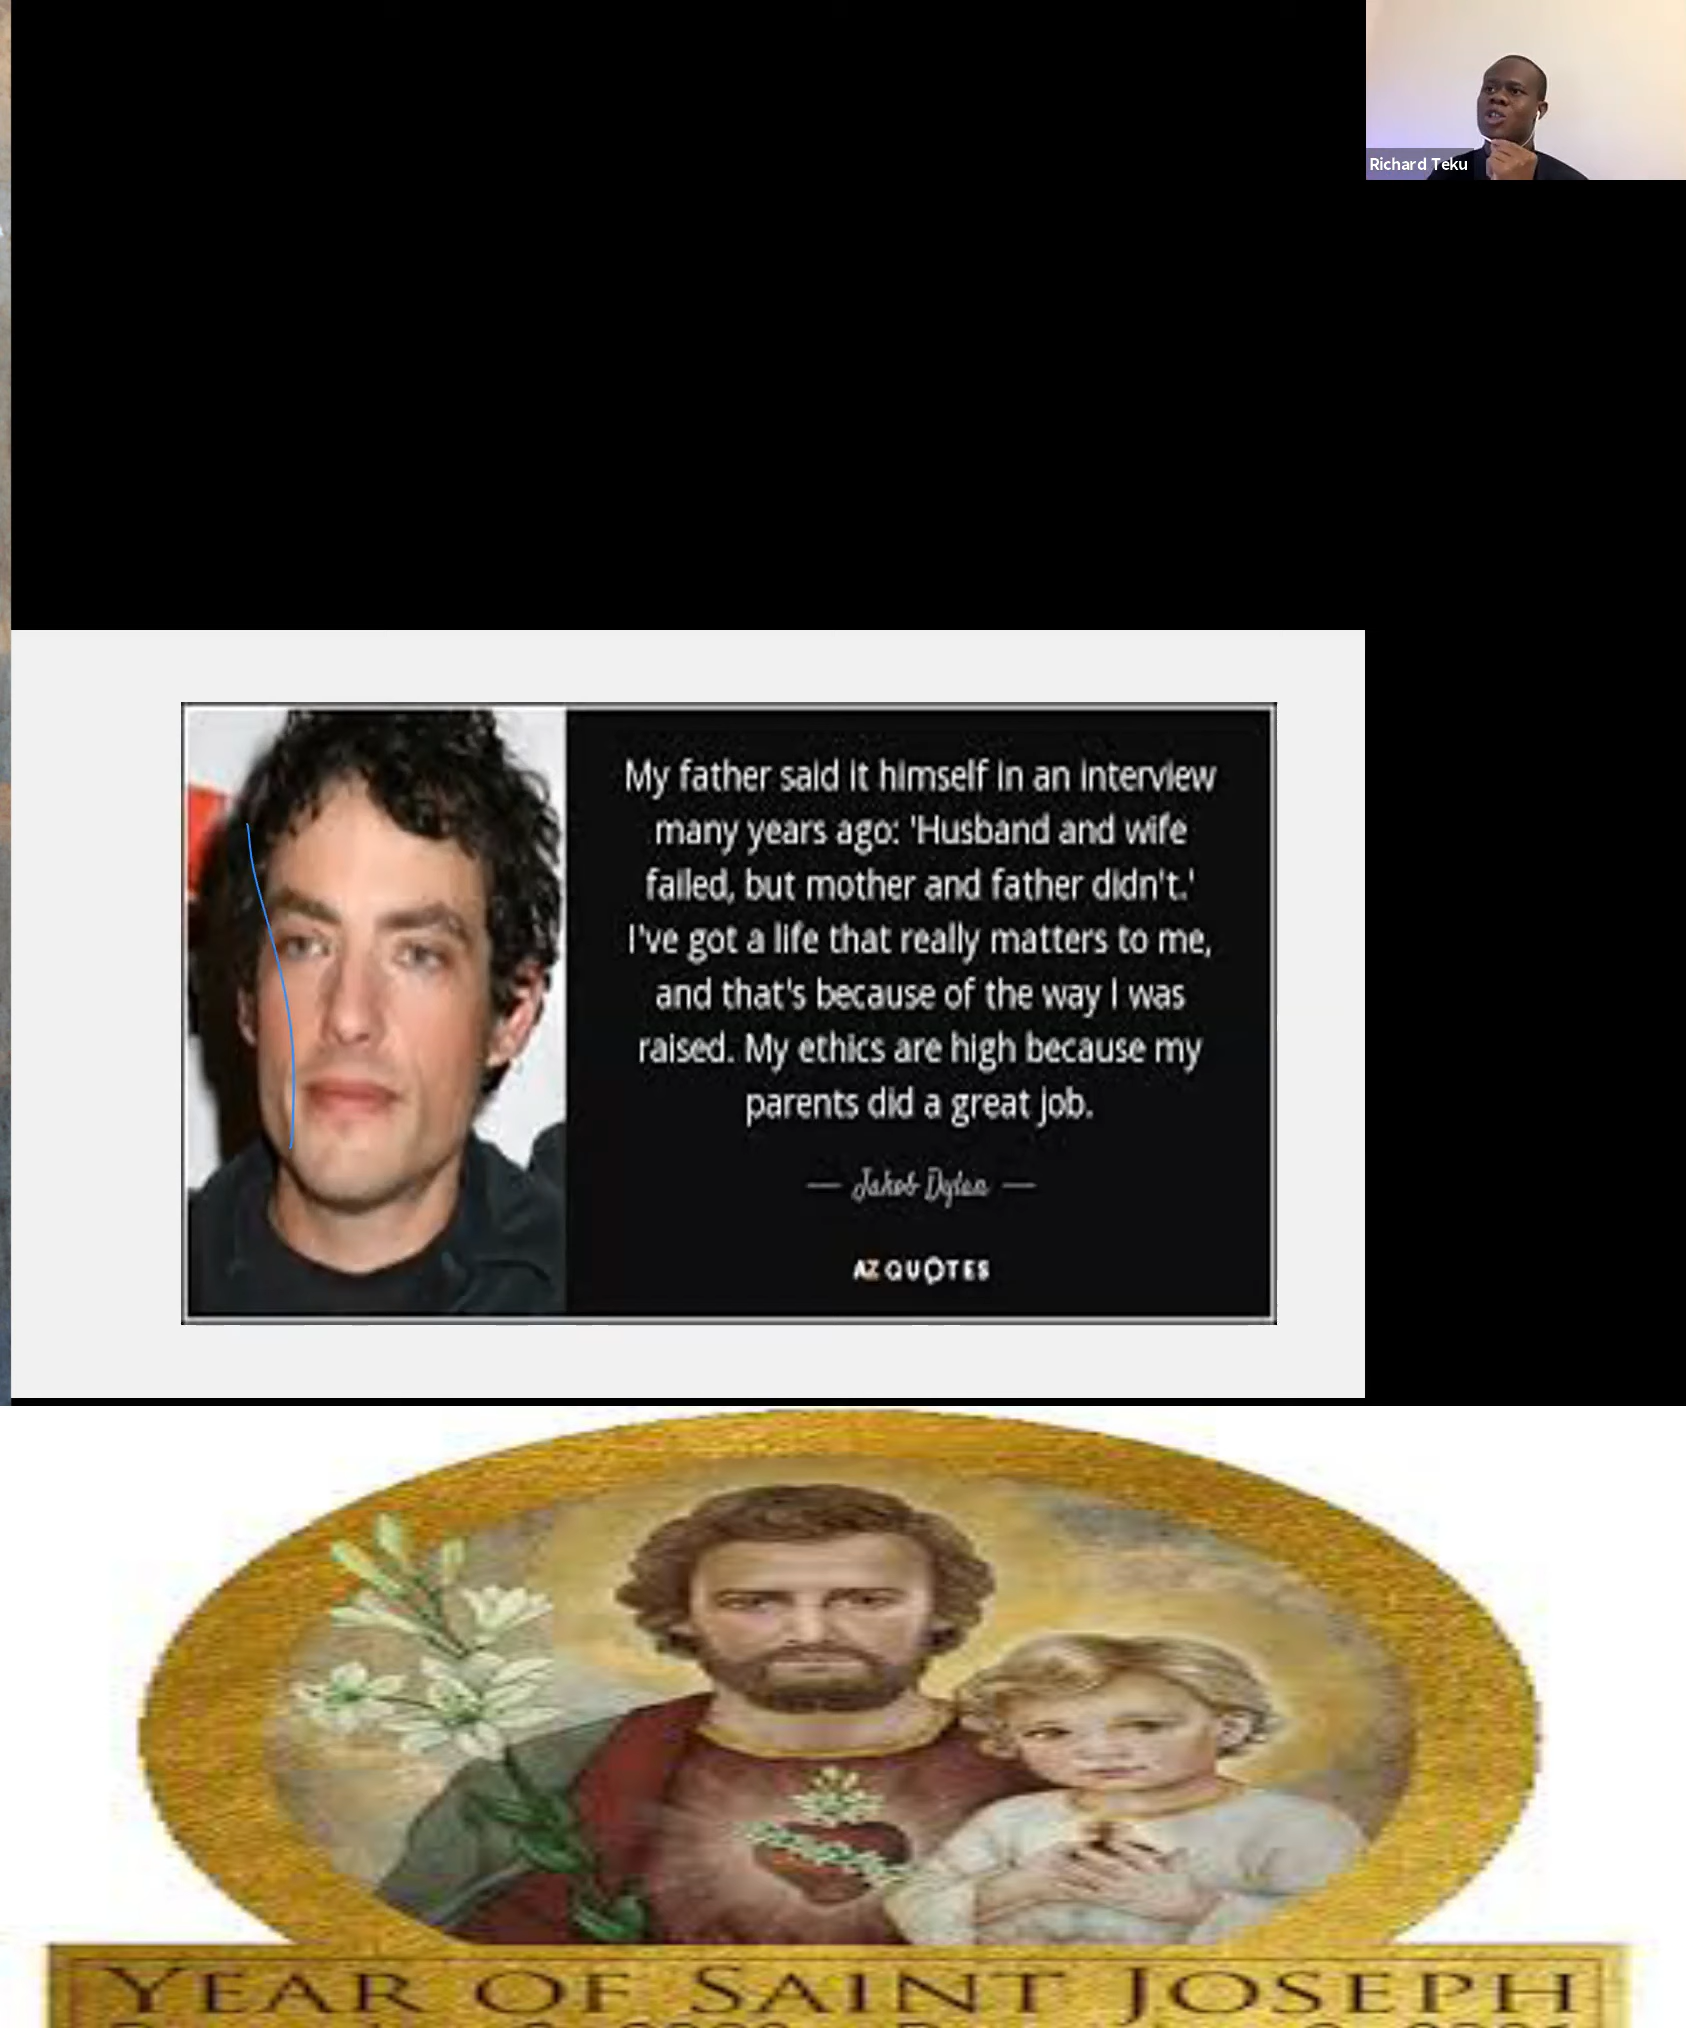 Richard Teku
My father said it himself in an interview
many years ago: 'Husband and wife
failed, but mother and father didn't.'
I've got a life that really matters to me,
and that's because of the way I was
raised. My ethics are high because my
parents did a great job.
— Jakob Dylan —
AZ QUOTES
YEAR OF SAINT JOSEPH